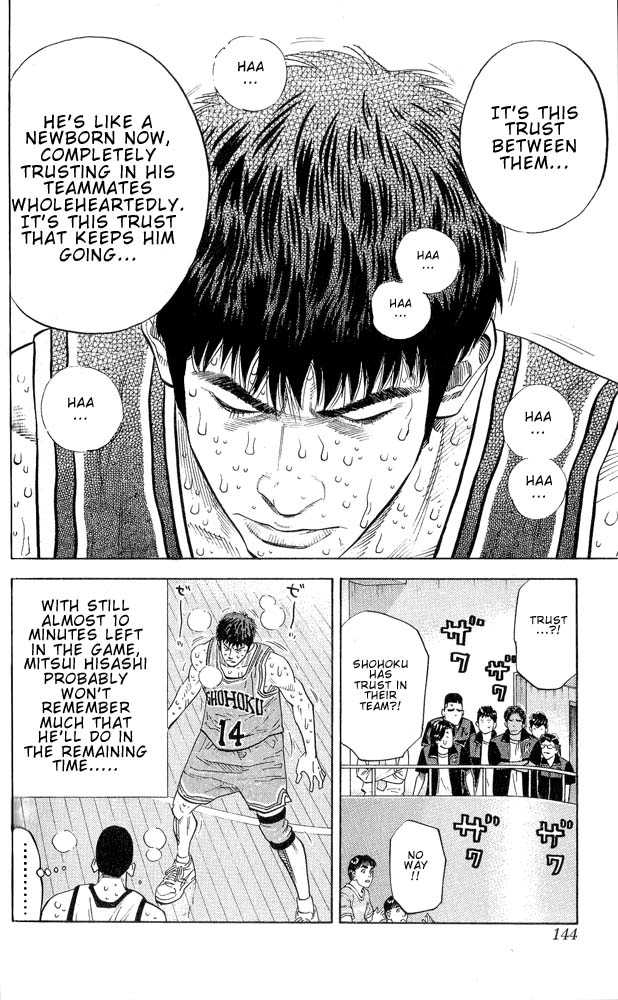 IT'S THIS
TRUST
BETWEEN
THEM...
HAA
...
HE'S LIKE A
NEWBORN NOW,
COMPLETELY
TRUSTING IN HIS
TEAMMATES
WHOLEHEARTEDLY.
IT'S THIS TRUST
THAT KEEPS HIM
GOING...
HAA
...
HAA
...
HAA
...
HAA
...
HAA
...
TRUST
...?!
SHOHOKU
HAS
TRUST IN
THEIR
TEAM?!
ザワ
ザワ
ザワ
ザワ
NO
WAY
!!
WITH STILL
ALMOST 10
MINUTES LEFT
IN THE GAME,
MITSUI HISASHI
PROBABLY
WON'T
REMEMBER
MUCH THAT
HE'LL DO IN
THE REMAINING
TIME.....
ゼ
ゼ
SHOHOKU
14
144